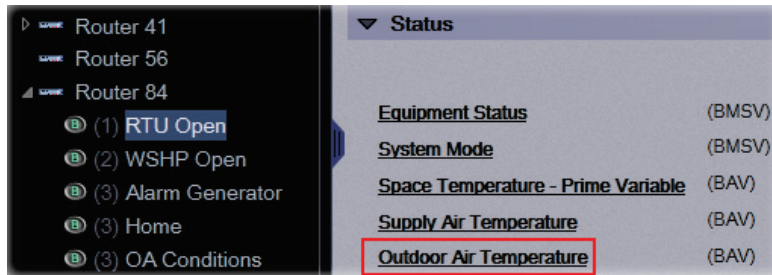 Router 41
Router 56
Router 84
(1) RTU Open
(2) WSHP Open
(3) Alarm Generator
(3) Home
(3) OA Conditions
Status
Equipment Status (BMSV)
System Mode (BMSV)
Space Temperature - Prime Variable (BAV)
Supply Air Temperature (BAV)
Outdoor Air Temperature (BAV)